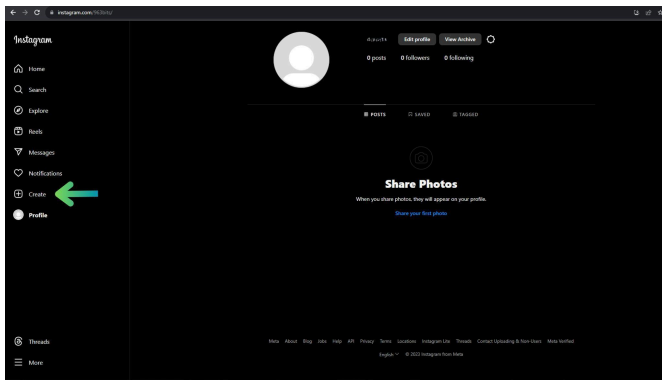 instagram.com/
Instagram
Edit profile View Archive
0 posts 0 followers 0 following
Home
Search
Explore
Reels
Messages
Notifications
Create
Profile
POSTS SAVED TAGGED
Share Photos
When you share photos, they will appear on your profile.
Share your first photo
Threads
More
Meta About Blog Jobs Help API Privacy Terms Locations Instagram Lite Threads Contact Uploading & Non-Users Meta Verified
English © 2023 Instagram from Meta